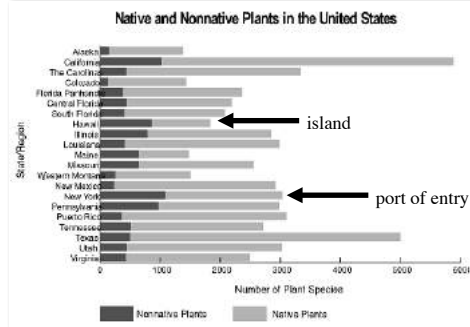 Native and Nonnative Plants in the United States
State/Region
Alaska
California
The Carolinas
Colorado
Florida Panhandle
Central Florida
South Florida
Hawaii
Illinois
Louisiana
Maine
Missouri
Western Montana
New Mexico
New York
Pennsylvania
Puerto Rico
Tennessee
Texas
Utah
Virginia
island
port of entry
0 1000 2000 3000 4000 5000 6000
Number of Plant Species
Nonnative Plants Native Plants